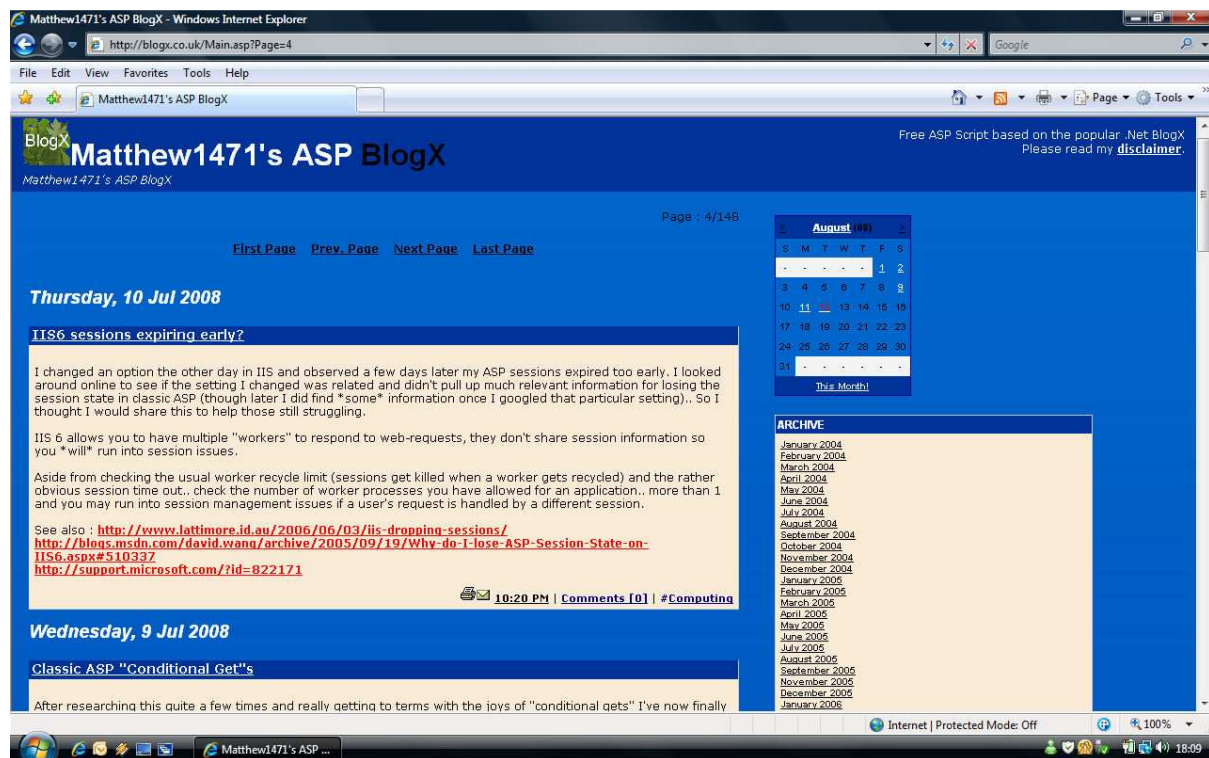 Matthew1471's ASP BlogX - Windows Internet Explorer
http://blogx.co.uk/Main.asp?Page=4
Google
File Edit View Favorites Tools Help
Matthew1471's ASP BlogX
Page Tools
BlogX
Matthew1471's ASP BlogX
Matthew1471's ASP BlogX
Free ASP Script based on the popular .Net BlogX
Please read my disclaimer.
Page : 4/148
First Page Prev. Page Next Page Last Page
Thursday, 10 Jul 2008
IIS6 sessions expiring early?
I changed an option the other day in IIS and observed a few days later my ASP sessions expired too early. I looked
around online to see if the setting I changed was related and didn't pull up much relevant information for losing the
session state in classic ASP (though later I did find *some* information once I googled that particular setting).. So I
thought I would share this to help those still struggling.
IIS 6 allows you to have multiple "workers" to respond to web-requests, they don't share session information so
you *will* run into session issues.
Aside from checking the usual worker recycle limit (sessions get killed when a worker gets recycled) and the rather
obvious session time out.. check the number of worker processes you have allowed for an application.. more than 1
and you may run into session management issues if a user's request is handled by a different session.
See also : http://www.lattimore.id.au/2006/06/03/iis-dropping-sessions/
http://blogs.msdn.com/david.wang/archive/2005/09/19/Why-do-I-lose-ASP-Session-State-on-
IIS6.aspx#510337
http://support.microsoft.com/?id=822171
10:20 PM | Comments [0] | #Computing
Wednesday, 9 Jul 2008
Classic ASP "Conditional Get"s
After researching this quite a few times and really getting to terms with the joys of "conditional gets" I've now finally
< August (08) >
S M T W T F S
- - - - - 1 2
3 4 5 6 7 8 9
10 11 12 13 14 15 16
17 18 19 20 21 22 23
24 25 26 27 28 29 30
31 - - - - - -
This Month!
ARCHIVE
January 2004
February 2004
March 2004
April 2004
May 2004
June 2004
July 2004
August 2004
September 2004
October 2004
November 2004
December 2004
January 2005
February 2005
March 2005
April 2005
May 2005
June 2005
July 2005
August 2005
September 2005
November 2005
December 2005
January 2006
Internet | Protected Mode: Off
100%
Matthew1471's ASP ...
18:09